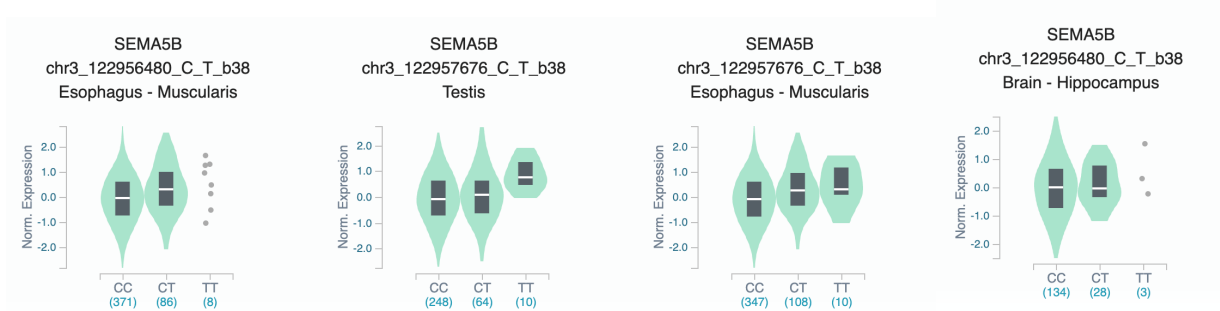 SEMA5B
chr3_122956480_C_T_b38
Esophagus - Muscularis
Norm. Expression
2.0
1.0
0.0
-1.0
-2.0
CC CT TT
(371) (86) (8)
SEMA5B
chr3_122957676_C_T_b38
Testis
Norm. Expression
2.0
1.0
0.0
-1.0
-2.0
CC CT TT
(248) (64) (10)
SEMA5B
chr3_122957676_C_T_b38
Esophagus - Muscularis
Norm. Expression
2.0
1.0
0.0
-1.0
-2.0
CC CT TT
(347) (108) (10)
SEMA5B
chr3_122956480_C_T_b38
Brain - Hippocampus
Norm. Expression
2.0
1.0
0.0
-1.0
-2.0
CC CT TT
(134) (28) (3)